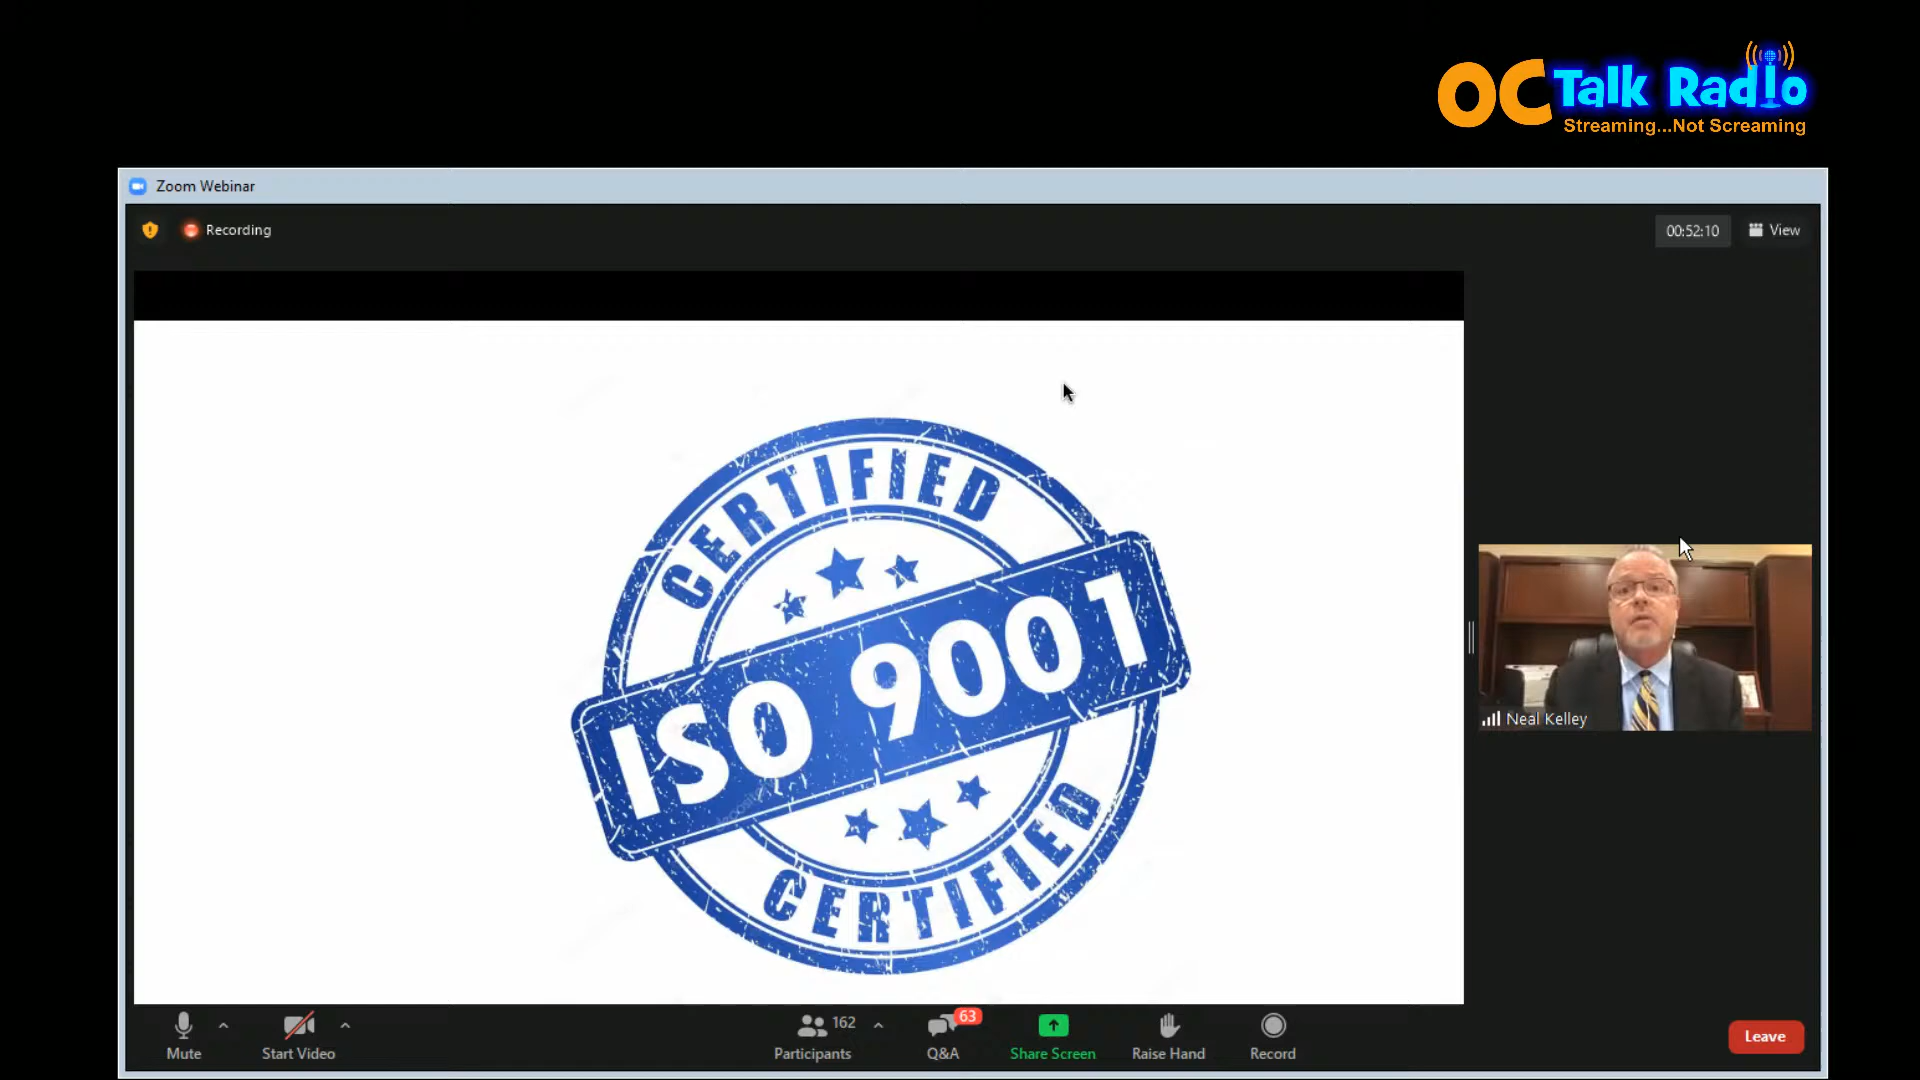 OC Talk Radio
Streaming...Not Screaming
Zoom Webinar
Recording
00:52:10
View
CERTIFIED
ISO 9001
CERTIFIED
Neal Kelley
162
63
Mute
Start Video
Participants
Q&A
Share Screen
Raise Hand
Record
Leave